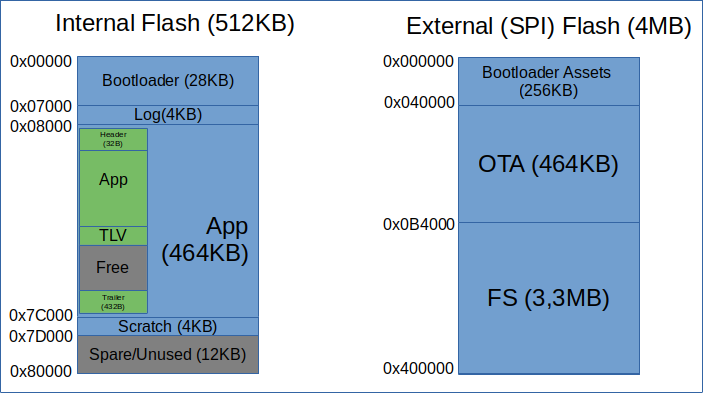 Internal Flash (512KB)
0x00000
Bootloader (28KB)
0x07000
Log(4KB)
0x08000
Header
(32B)
App
TLV
Free
Trailer
(432B)
App
(464KB)
0x7C000
Scratch (4KB)
0x7D000
Spare/Unused (12KB)
0x80000
External (SPI) Flash (4MB)
0x000000
Bootloader Assets
(256KB)
0x040000
OTA (464KB)
0x0B4000
FS (3,3MB)
0x400000